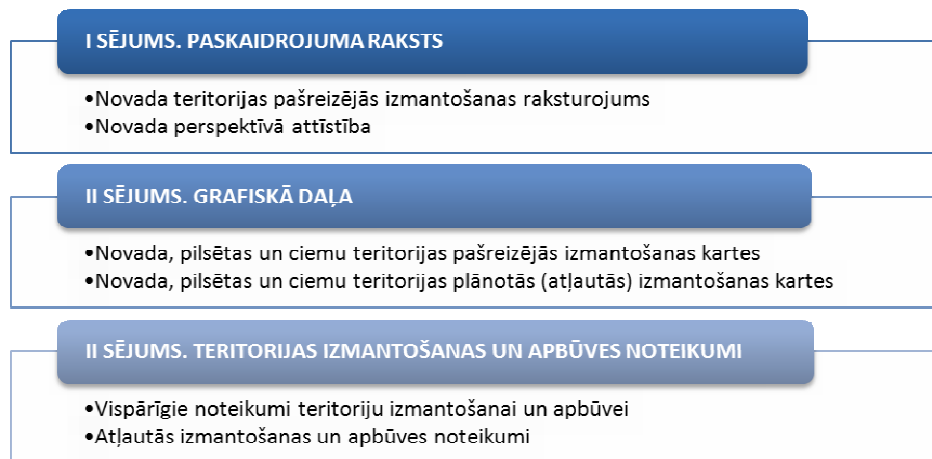 I SĒJUMS. PASKAIDROJUMA RAKSTS
•Novada teritorijas pašreizējās izmantošanas raksturojums
•Novada perspektīvā attīstība
II SĒJUMS. GRAFISKĀ DAĻA
•Novada, pilsētas un ciemu teritorijas pašreizējās izmantošanas kartes
•Novada, pilsētas un ciemu teritorijas plānotās (atļautās) izmantošanas kartes
II SĒJUMS. TERITORIJAS IZMANTOŠANAS UN APBŪVES NOTEIKUMI
•Vispārīgie noteikumi teritoriju izmantošanai un apbūvei
•Atļautās izmantošanas un apbūves noteikumi